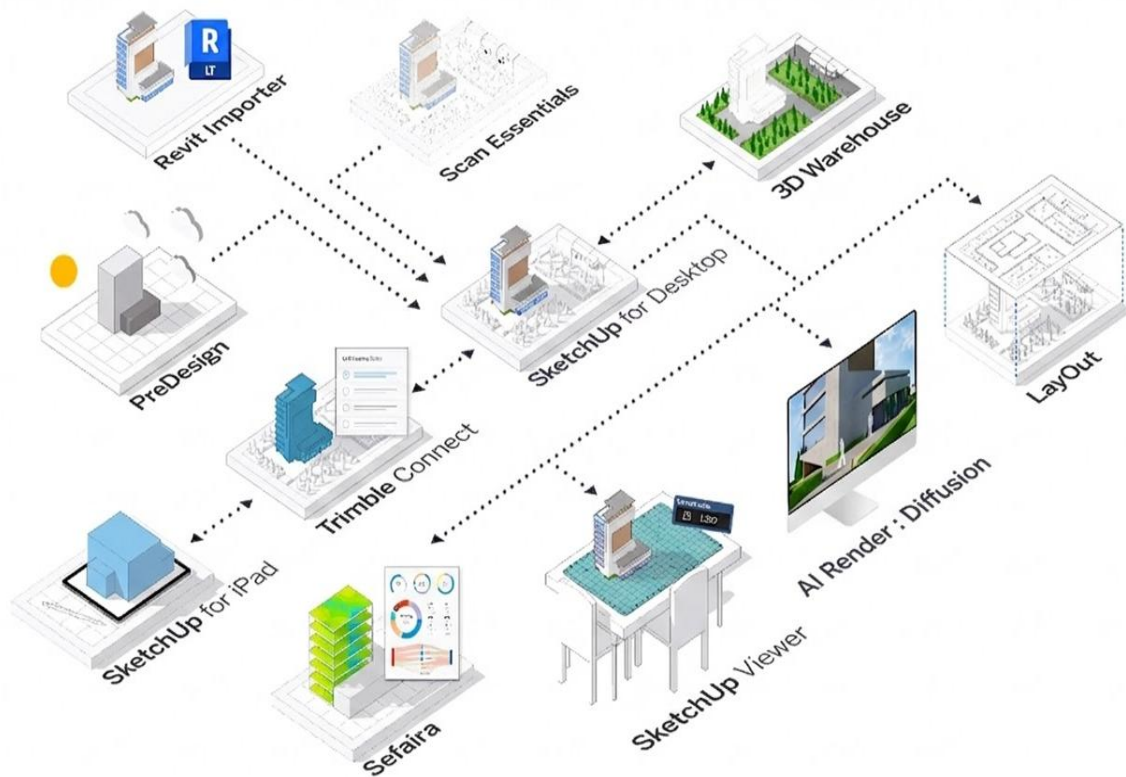 R
LT
Revit Importer
Scan Essentials
3D Warehouse
PreDesign
SketchUp for Desktop
LayOut
Trimble Connect
AI Render : Diffusion
SketchUp for iPad
SketchUp Viewer
Sefaira